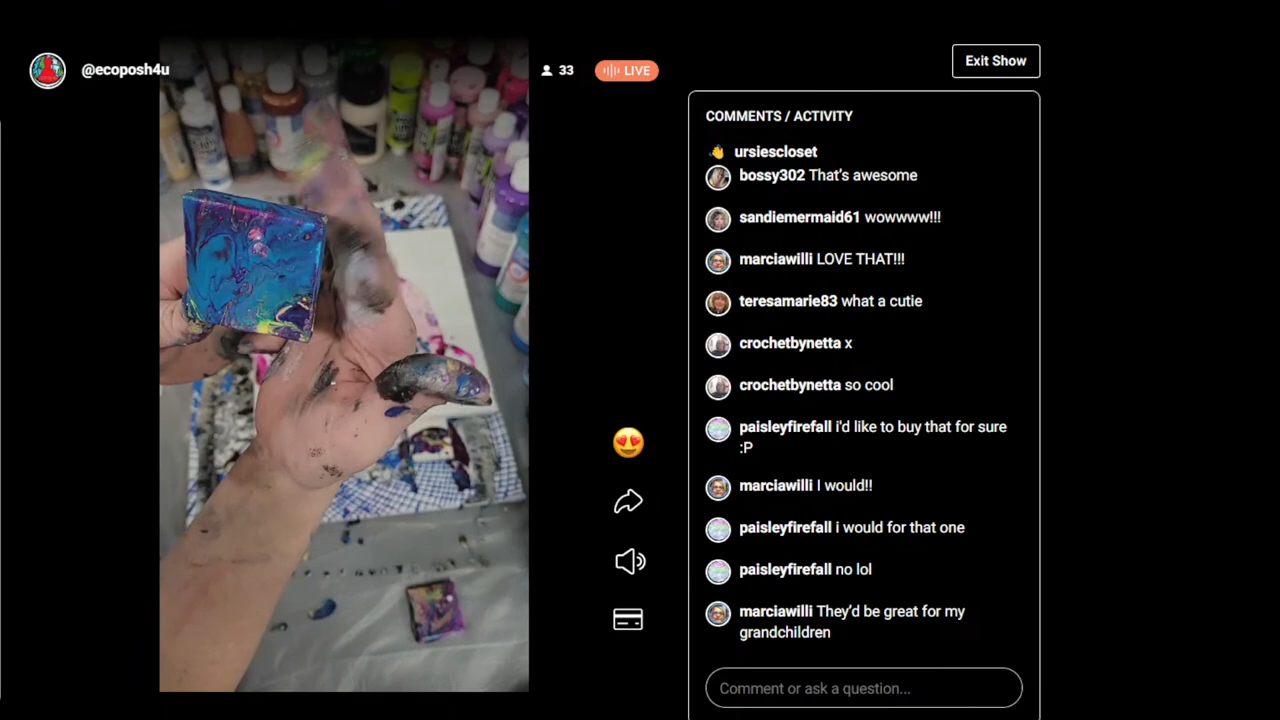 @ecoposh4u
33
LIVE
Exit Show
COMMENTS / ACTIVITY
ursiescloset
bossy302 That's awesome
sandiemermaid61 wowwww!!!
marciawilli LOVE THAT!!!
teresamarie83 what a cutie
crochetbynetta x
crochetbynetta so cool
paisleyfirefall i'd like to buy that for sure
:P
marciawilli I would!!
paisleyfirefall i would for that one
paisleyfirefall no lol
marciawilli They'd be great for my
grandchildren
Comment or ask a question...